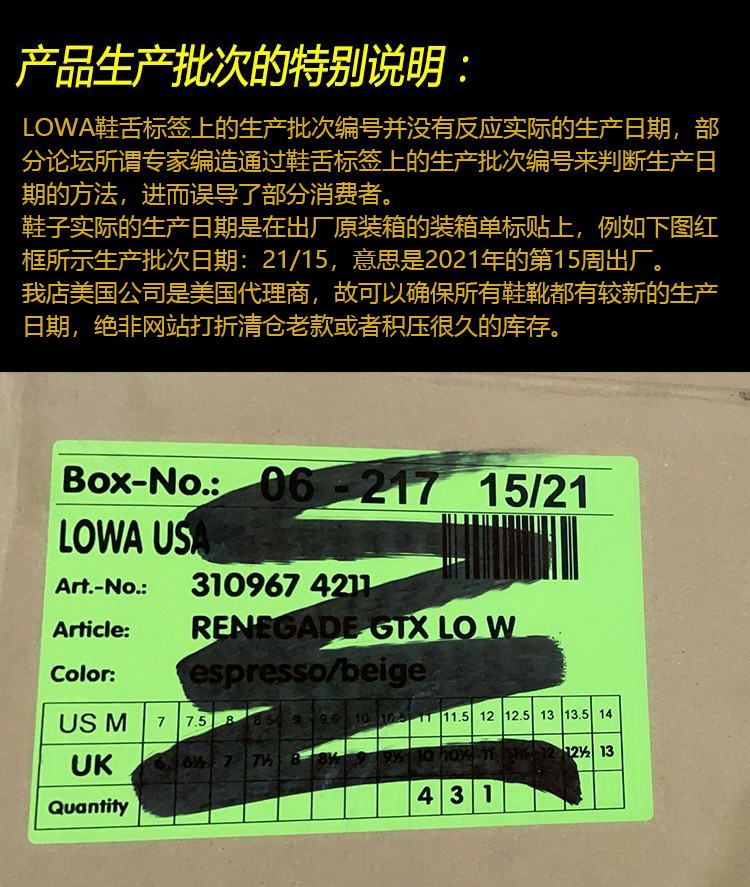 产品生产批次的特别说明：
LOWA鞋舌标签上的生产批次编号并没有反应实际的生产日期，部
分论坛所谓专家编造通过鞋舌标签上的生产批次编号来判断生产日
期的方法，进而误导了部分消费者。
鞋子实际的生产日期是在出厂原装箱的装箱单标贴上，例如下图红
框所示生产批次日期：21/15，意思是2021年的第15周出厂。
我店美国公司是美国代理商，故可以确保所有鞋靴都有较新的生产
日期，绝非网站打折清仓老款或者积压很久的库存。
Box-No.: 06 - 217 15/21
LOWA USA
Art.-No.: 310967 4211
Article: RENEGADE GTX LO W
Color: espresso/beige
US M 7 7.5 8 8.5 9 9.5 10 10.5 11 11.5 12 12.5 13 13.5 14
UK 6 6½ 7 7½ 8 8½ 9 9½ 10 10½ 11 11½ 12 12½ 13
Quantity 4 3 1